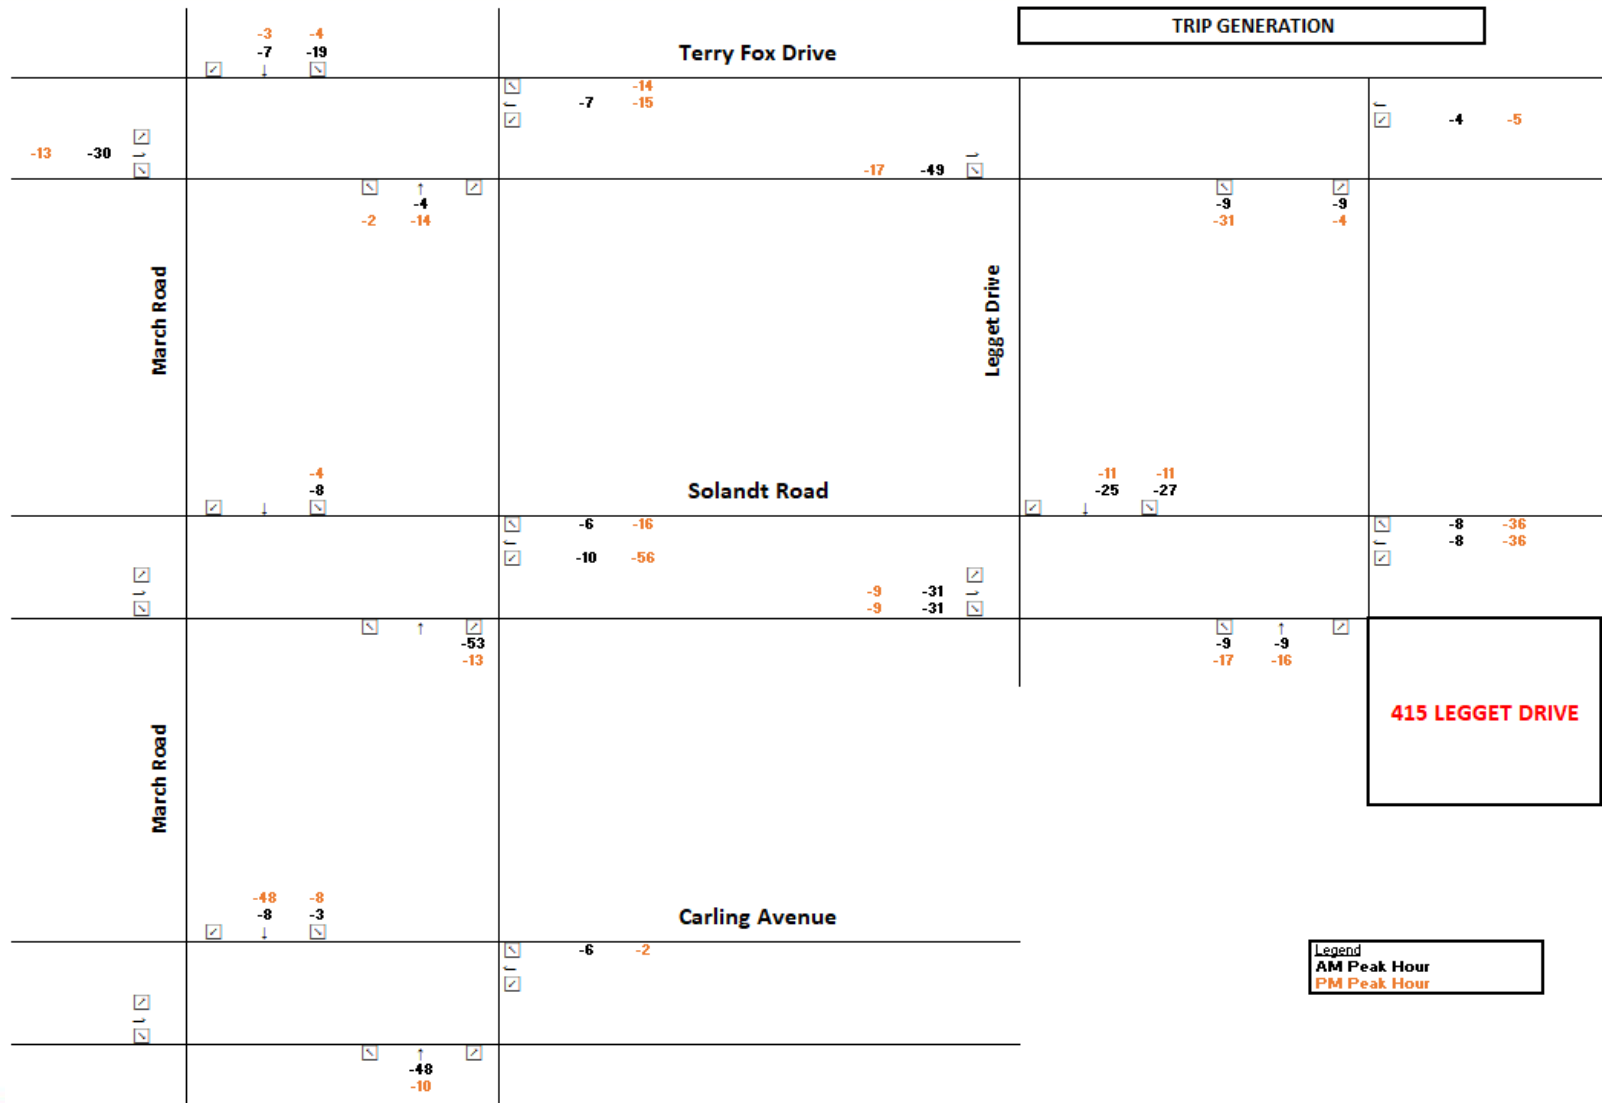 TRIP GENERATION
-3 -4
-7 -19
Terry Fox Drive
-14
-7 -15
-4 -5
-13 -30
-17 -49
-4
-2 -14
-9 -9
-31 -4
March Road
Legget Drive
-4
-8
Solandt Road
-11 -11
-25 -27
-6 -16
-10 -56
-8 -36
-8 -36
-9 -31
-9 -31
-53
-13
-9 -9
-17 -16
415 LEGGET DRIVE
March Road
-48 -8
-8 -3
Carling Avenue
-6 -2
Legend
AM Peak Hour
PM Peak Hour
-48
-10